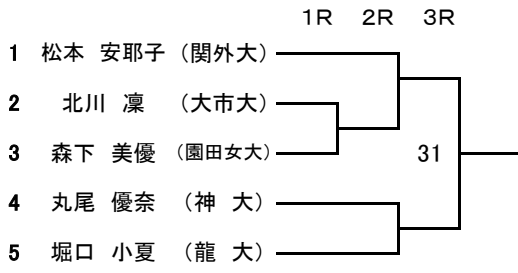 1R 2R 3R
1 松本 安耶子 (関外大)
2 北川 凜 (大市大)
3 森下 美優 (園田女大)
31
4 丸尾 優奈 (神 大)
5 堀口 小夏 (龍 大)